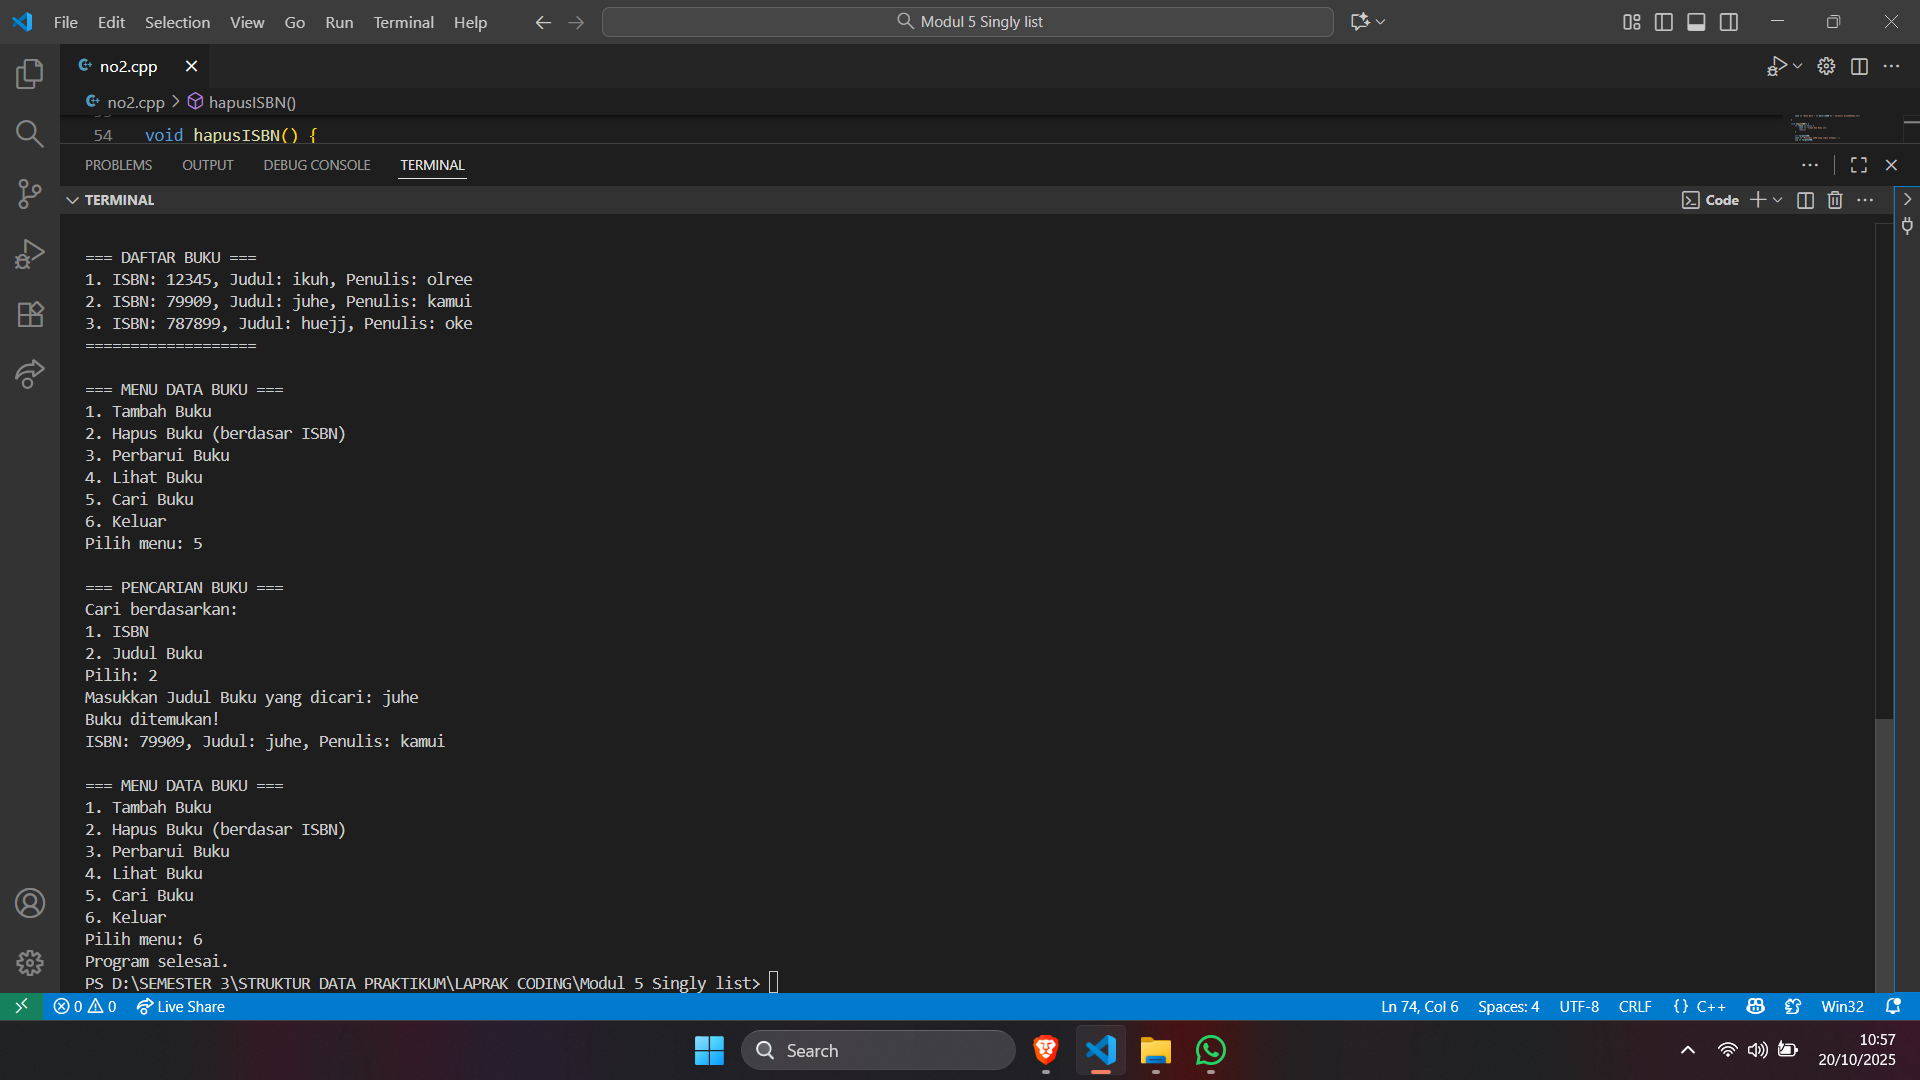 File Edit Selection View Go Run Terminal Help
Modul 5 Singly list
no2.cpp
no2.cpp > hapusISBN()
54 void hapusISBN() {
PROBLEMS OUTPUT DEBUG CONSOLE TERMINAL
TERMINAL
Code
=== DAFTAR BUKU ===
1. ISBN: 12345, Judul: ikuh, Penulis: olree
2. ISBN: 79909, Judul: juhe, Penulis: kamui
3. ISBN: 787899, Judul: huejj, Penulis: oke
===================
=== MENU DATA BUKU ===
1. Tambah Buku
2. Hapus Buku (berdasar ISBN)
3. Perbarui Buku
4. Lihat Buku
5. Cari Buku
6. Keluar
Pilih menu: 5
=== PENCARIAN BUKU ===
Cari berdasarkan:
1. ISBN
2. Judul Buku
Pilih: 2
Masukkan Judul Buku yang dicari: juhe
Buku ditemukan!
ISBN: 79909, Judul: juhe, Penulis: kamui
=== MENU DATA BUKU ===
1. Tambah Buku
2. Hapus Buku (berdasar ISBN)
3. Perbarui Buku
4. Lihat Buku
5. Cari Buku
6. Keluar
Pilih menu: 6
Program selesai.
PS D:\SEMESTER 3\STRUKTUR DATA PRAKTIKUM\LAPRAK CODING\Modul 5 Singly list>
0 0 Live Share
Ln 74, Col 6 Spaces: 4 UTF-8 CRLF {} C++ Win32
Search
10:57
20/10/2025